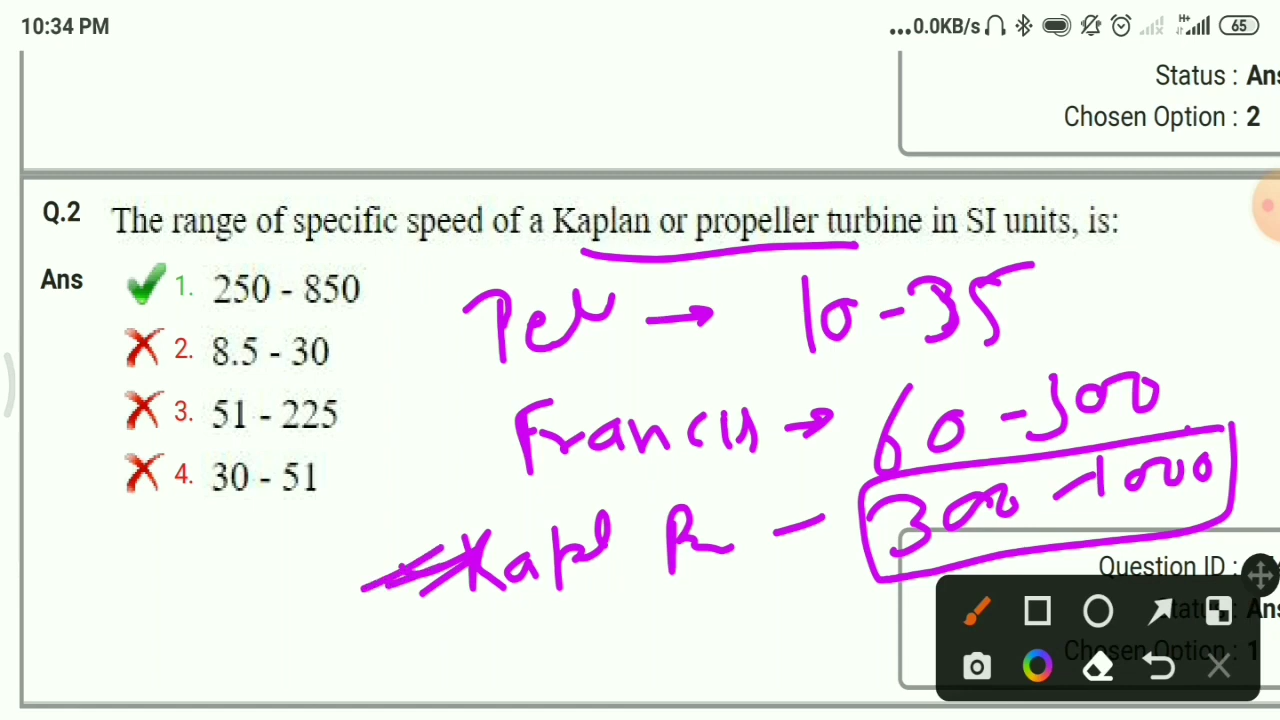 10:34 PM ...0.0KB/s H+ 65
Status : Ans
Chosen Option : 2
Q.2 The range of specific speed of a Kaplan or propeller turbine in SI units, is:
Ans 1. 250 - 850
2. 8.5 - 30
3. 51 - 225
4. 30 - 51
→ 10-35
Francis → 60-300
300-1000
Question ID :
Status : Ans
Chosen Option : 1